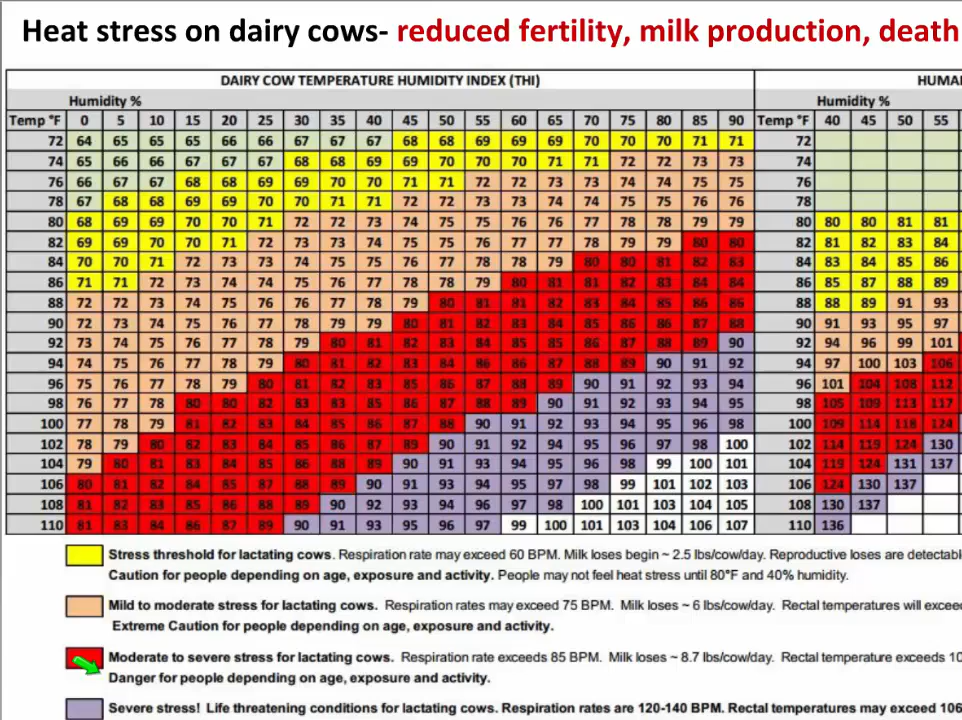 Heat stress on dairy cows- reduced fertility, milk production, death
DAIRY COW TEMPERATURE HUMIDITY INDEX (THI) HUMA
Humidity % Humidity %
Temp °F 0 5 10 15 20 25 30 35 40 45 50 55 60 65 70 75 80 85 90 Temp °F 40 45 50 55
72 64 65 65 65 66 66 67 67 67 68 68 69 69 69 70 70 70 71 71 72
74 65 66 66 67 67 67 68 68 69 69 70 70 70 71 71 72 72 73 73 74
76 66 67 67 68 68 69 69 70 70 71 71 72 72 73 73 74 74 75 75 76
78 67 68 68 69 69 70 70 71 71 72 72 73 73 74 74 75 75 76 76 78
80 68 69 69 70 70 71 72 72 73 74 75 75 76 76 77 78 78 79 79 80 80 80 81 81
82 69 69 70 70 71 72 73 73 74 75 75 76 77 77 78 79 79 80 80 82 81 82 83 84
84 70 70 71 72 73 73 74 75 75 76 77 78 78 79 80 80 81 82 83 84 83 84 85 86
86 71 71 72 73 74 74 75 76 77 78 78 79 80 81 81 82 83 84 84 86 85 87 88 89
88 72 72 73 74 75 76 76 77 78 79 80 81 81 82 83 84 85 86 86 88 88 89 91 93
90 72 73 74 75 76 77 78 79 79 80 81 82 83 84 85 86 86 87 88 90 91 93 95 97
92 73 74 75 76 77 78 79 80 81 82 83 84 85 85 86 87 88 89 90 92 94 96 99 101
94 74 75 76 77 78 79 80 81 82 83 84 86 86 87 88 89 90 91 92 94 97 100 103 106
96 75 76 77 78 79 80 81 82 83 85 86 87 88 89 90 91 92 93 94 96 101 104 108 112
98 76 77 78 80 80 82 83 83 85 86 87 88 89 90 91 92 93 94 95 98 105 109 113 117
100 77 78 79 81 82 83 84 85 86 87 88 90 91 92 93 94 95 96 98 100 109 114 118 124
102 78 79 80 82 83 84 85 86 87 89 90 91 92 94 95 96 97 98 100 102 114 119 124 130
104 79 80 81 83 84 85 86 88 89 90 91 93 94 95 96 98 99 100 101 104 119 124 131 137
106 80 81 82 84 85 87 88 89 90 91 93 94 95 97 98 99 101 102 103 106 124 130 137
108 81 82 83 85 86 88 89 90 92 93 94 96 97 98 100 101 103 104 105 108 130 137
110 81 83 84 86 87 89 90 91 93 95 96 97 99 100 101 103 104 106 107 110 136
Stress threshold for lactating cows. Respiration rate may exceed 60 BPM. Milk loses begin ~ 2.5 lbs/cow/day. Reproductive loses are detectabl
Caution for people depending on age, exposure and activity. People may not feel heat stress until 80°F and 40% humidity.
Mild to moderate stress for lactating cows. Respiration rates may exceed 75 BPM. Milk loses ~ 6 lbs/cow/day. Rectal temperatures will excee
Extreme Caution for people depending on age, exposure and activity.
Moderate to severe stress for lactating cows. Respiration rate exceeds 85 BPM. Milk loses ~ 8.7 lbs/cow/day. Rectal temperature exceeds 10
Danger for people depending on age, exposure and activity.
Severe stress! Life threatening conditions for lactating cows. Respiration rates are 120-140 BPM. Rectal temperatures may exceed 106